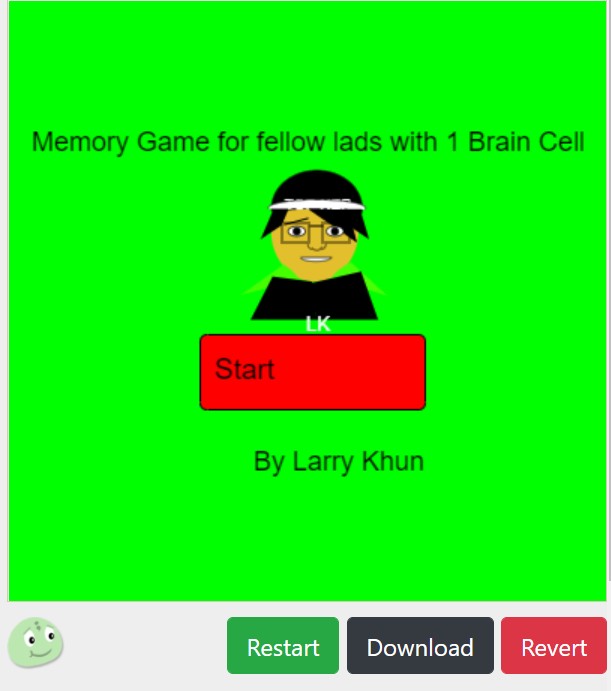 Memory Game for fellow lads with 1 Brain Cell
LK
Start
By Larry Khun
Restart
Download
Revert